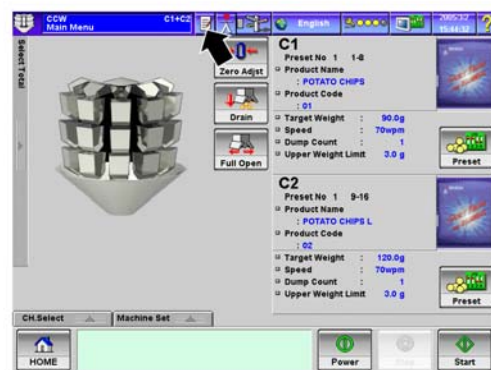 CCW
Main Menu
C1+C2
English
2005/3/2
15:44:32
?
Select Total
0
Zero Adjst
Drain
Full Open
C1
Preset No 1 1-8
Product Name
: POTATO CHIPS
Product Code
: 01
Target Weight : 90.0g
Speed : 70wpm
Dump Count : 1
Upper Weight Limit 3.0 g
Preset
C2
Preset No 1 9-16
Product Name
: POTATO CHIPS L
Product Code
: 02
Target Weight : 120.0g
Speed : 70wpm
Dump Count : 1
Upper Weight Limit 3.0 g
Preset
CH.Select
Machine Set
HOME
Power
Start